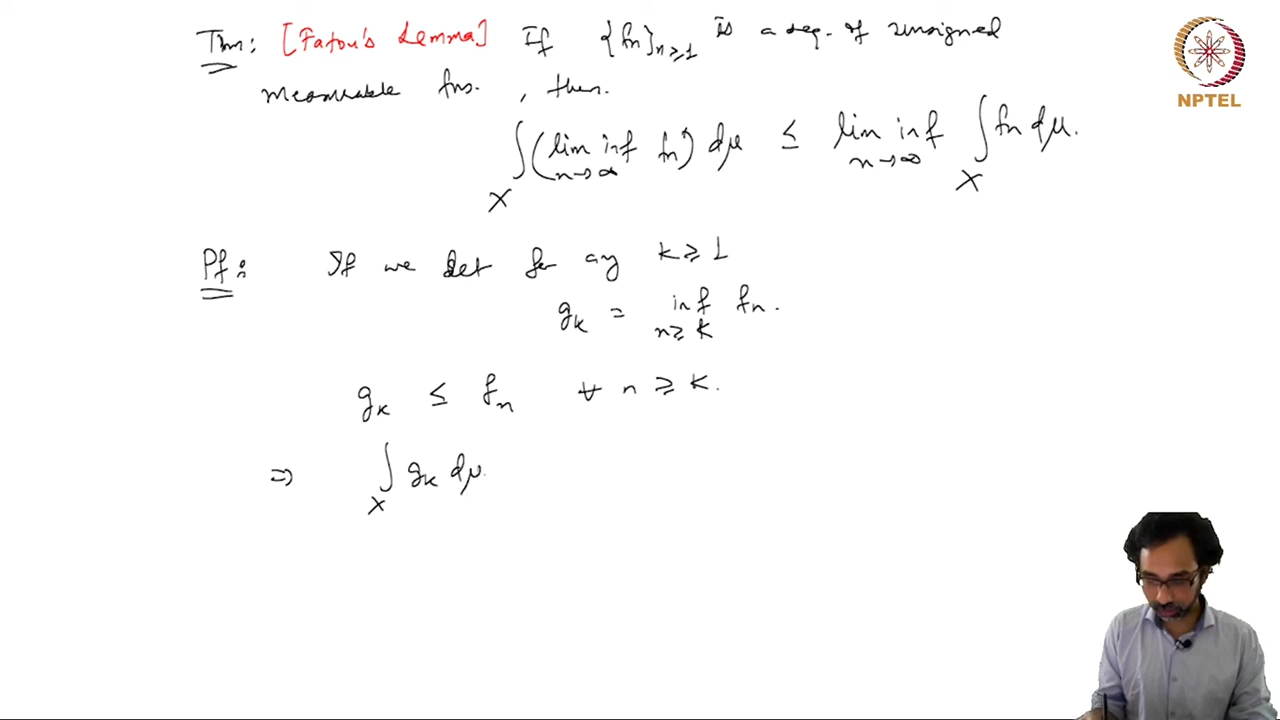 Thm: [Fatou's Lemma] If {fn}n≥1 is a seq. of unsigned
NPTEL
measurable fns. , then.
∫X (lim inf n→∞ fn) dμ ≤ lim inf n→∞ ∫X fn dμ.
Pf: If we let for any k ≥ 1
gk = inf n≥k fn.
gk ≤ fn ∀ n ≥ k.
⇒ ∫X gk dμ